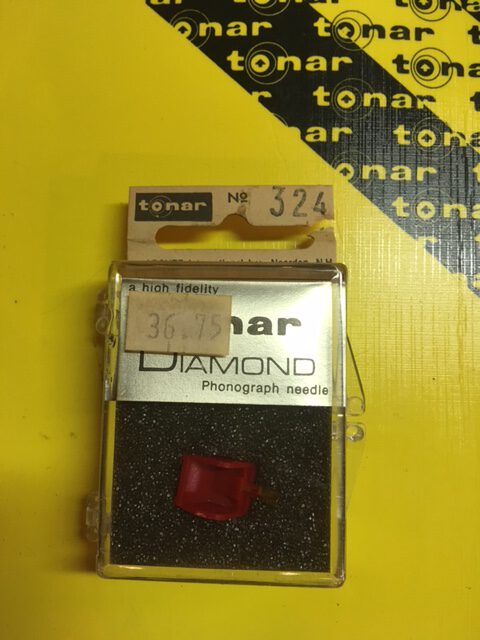 tonar
tonar
tonar
tonar
tonar
tonar
tonar
tonar
tonar
tonar
tonar
tonar Nº 324
Naarden, N.H.
a high fidelity
36.75 nar
DIAMOND
Phonograph needle